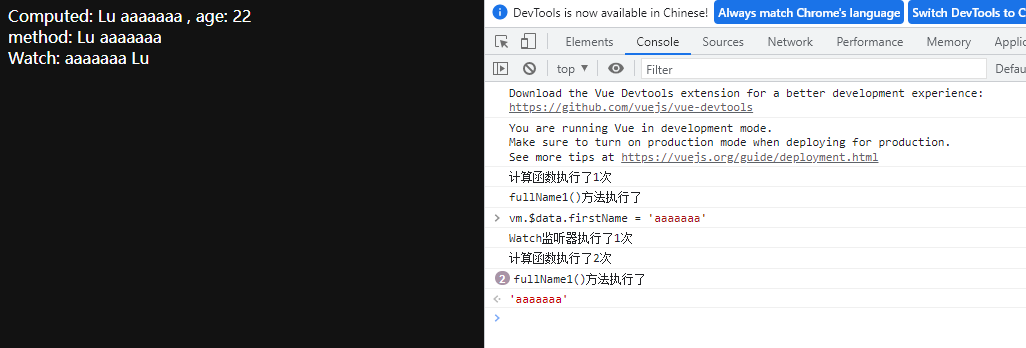 Computed: Lu aaaaaaa , age: 22
method: Lu aaaaaaa
Watch: aaaaaaa Lu
DevTools is now available in Chinese! Always match Chrome's language Switch DevTools to C
Elements Console Sources Network Performance Memory Applic
top ▼ Filter Defau
Download the Vue Devtools extension for a better development experience:
https://github.com/vuejs/vue-devtools
You are running Vue in development mode.
Make sure to turn on production mode when deploying for production.
See more tips at https://vuejs.org/guide/deployment.html
计算函数执行了1次
fullName1()方法执行了
> vm.$data.firstName = 'aaaaaaa'
Watch监听器执行了1次
计算函数执行了2次
2 fullName1()方法执行了
'aaaaaaa'
>